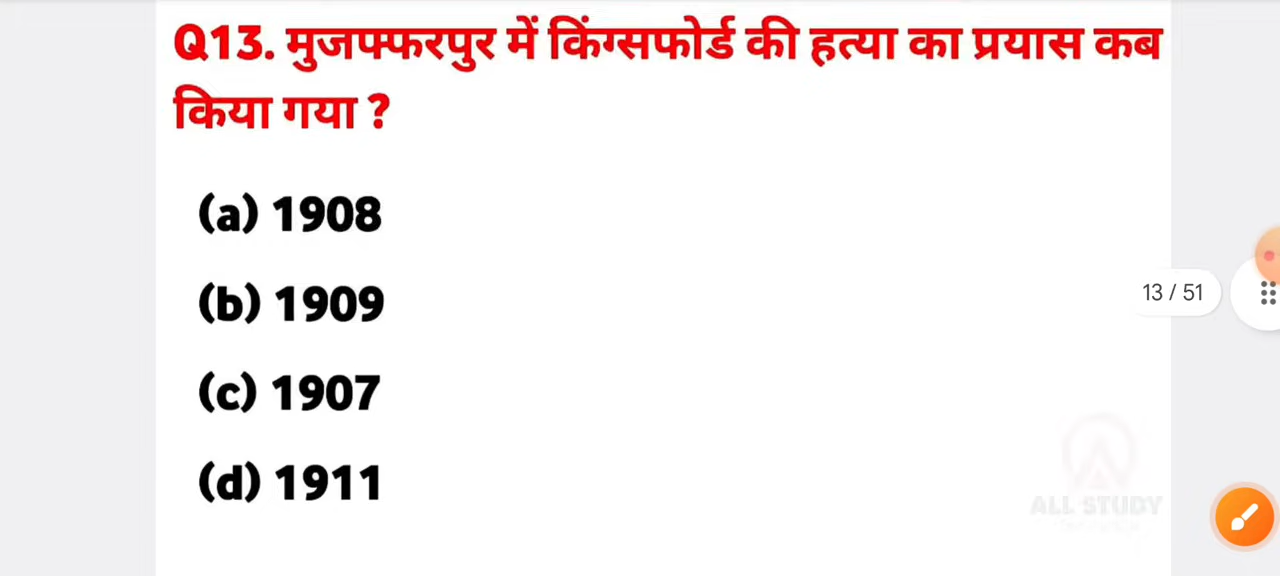 Q13. मुजफ्फरपुर में किंग्सफोर्ड की हत्या का प्रयास कब
किया गया ?
(a) 1908
(b) 1909
13 / 51
(c) 1907
(d) 1911
ALL STUDY